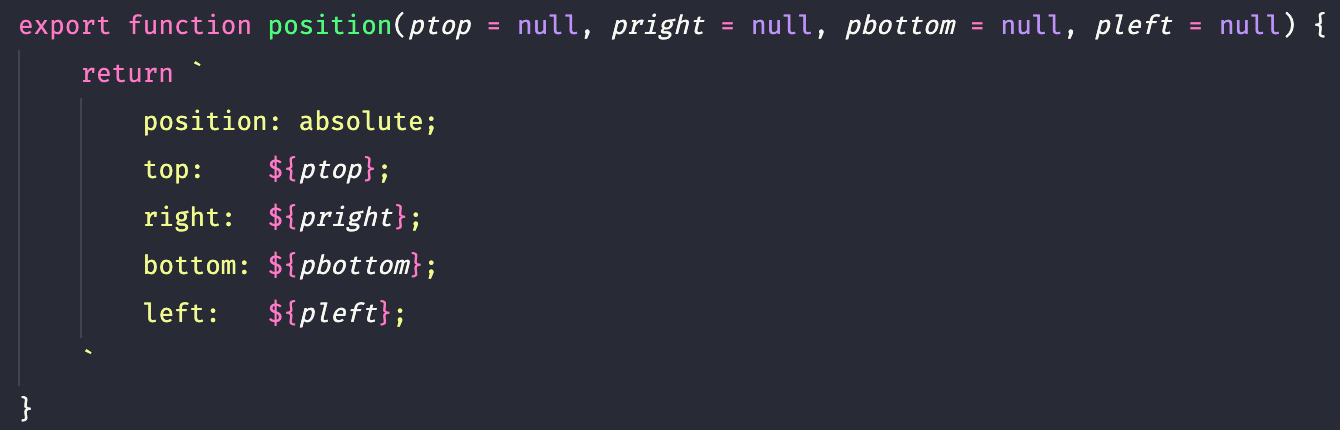 export function position(ptop = null, pright = null, pbottom = null, pleft = null) {
    return `
        position: absolute;
        top:    ${ptop};
        right:  ${pright};
        bottom: ${pbottom};
        left:   ${pleft};
    `
}